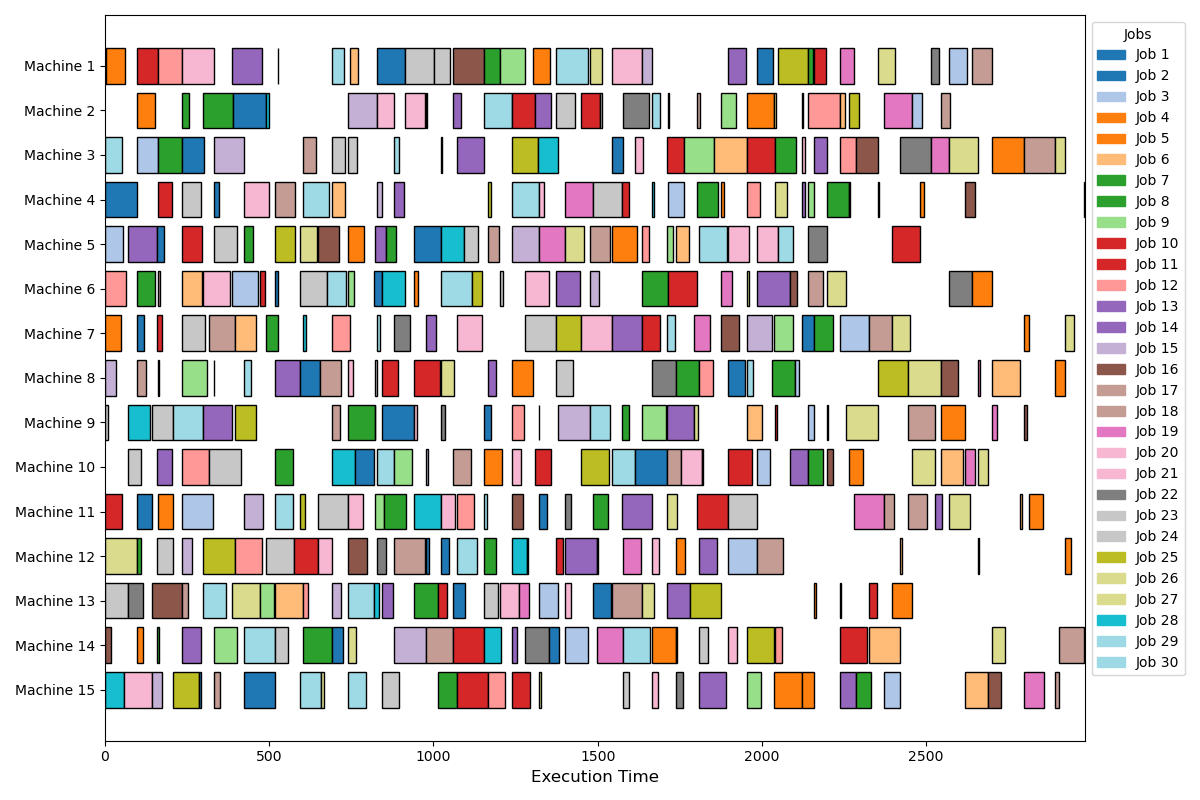 Machine 1
Machine 2
Machine 3
Machine 4
Machine 5
Machine 6
Machine 7
Machine 8
Machine 9
Machine 10
Machine 11
Machine 12
Machine 13
Machine 14
Machine 15
0 500 1000 1500 2000 2500
Execution Time
Jobs
Job 1
Job 2
Job 3
Job 4
Job 5
Job 6
Job 7
Job 8
Job 9
Job 10
Job 11
Job 12
Job 13
Job 14
Job 15
Job 16
Job 17
Job 18
Job 19
Job 20
Job 21
Job 22
Job 23
Job 24
Job 25
Job 26
Job 27
Job 28
Job 29
Job 30